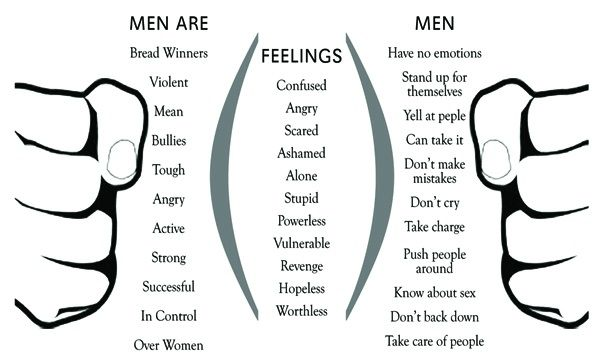 MEN ARE
Bread Winners
Violent
Mean
Bullies
Tough
Angry
Active
Strong
Successful
In Control
Over Women
FEELINGS
Confused
Angry
Scared
Ashamed
Alone
Stupid
Powerless
Vulnerable
Revenge
Hopeless
Worthless
MEN
Have no emotions
Stand up for
themselves
Yell at peple
Can take it
Don't make
mistakes
Don't cry
Take charge
Push people
around
Know about sex
Don't back down
Take care of people